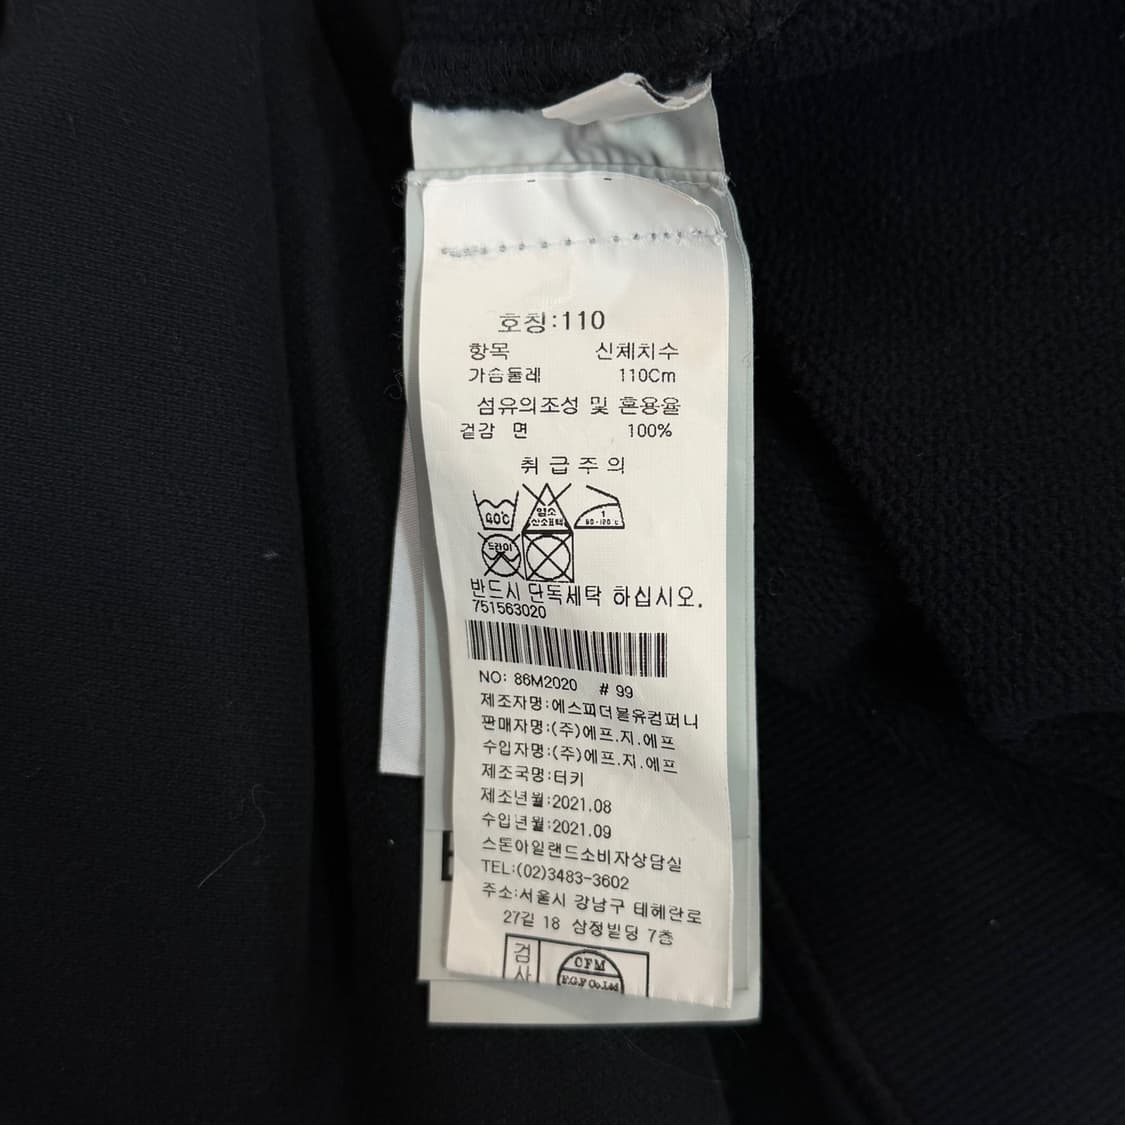 호칭:110
항목 신체치수
가슴둘레 110Cm
섬유의조성 및 혼용율
겉감 면 100%
취급주의
40℃ 염소 산소표백 1 80-120℃
드라이
반드시 단독세탁 하십시오.
751563020
NO: 86M2020 # 99
제조자명:에스피더블유컴퍼니
판매자명:(주)에프.지.에프
수입자명:(주)에프.지.에프
제조국명:터키
제조년월:2021.08
수입년월:2021.09
스톤아일랜드소비자상담실
TEL:(02)3483-3602
주소:서울시 강남구 테헤란로
27길 18 삼정빌딩 7층
검사
CFM
F.G.F Co.Ltd